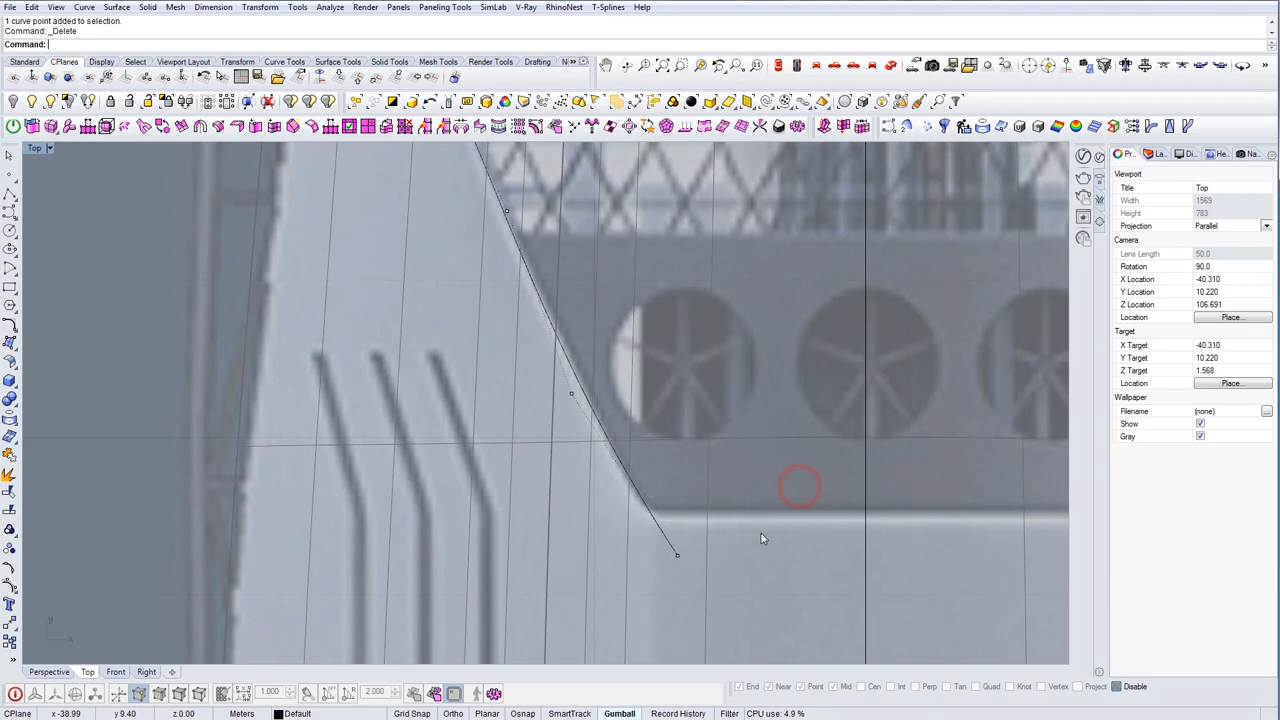 File Edit View Curve Surface Solid Mesh Dimension Transform Tools Analyze Render Panels Paneling Tools SimLab V-Ray RhinoNest T-Splines Help
1 curve point added to selection.
Command: _Delete
Command:
Standard CPlanes Display Select Viewport Layout Transform Curve Tools Surface Tools Solid Tools Mesh Tools Render Tools Drafting N
Top
Pr... La... Di... He... Na...
Viewport
Title Top
Width 1569
Height 783
Projection Parallel
Camera
Lens Length 50.0
Rotation 90.0
X Location -40.310
Y Location 10.220
Z Location 106.691
Location Place...
Target
X Target -40.310
Y Target 10.220
Z Target 1.568
Location Place...
Wallpaper
Filename (none)
Show
Gray
Perspective Top Front Right
1.000 2.000 End Near Point Mid Cen Int Perp Tan Quad Knot Vertex Project Disable
CPlane x -38.99 y 9.40 z 0.00 Meters Default Grid Snap Ortho Planar Osnap SmartTrack Gumball Record History Filter CPU use: 4.9 %